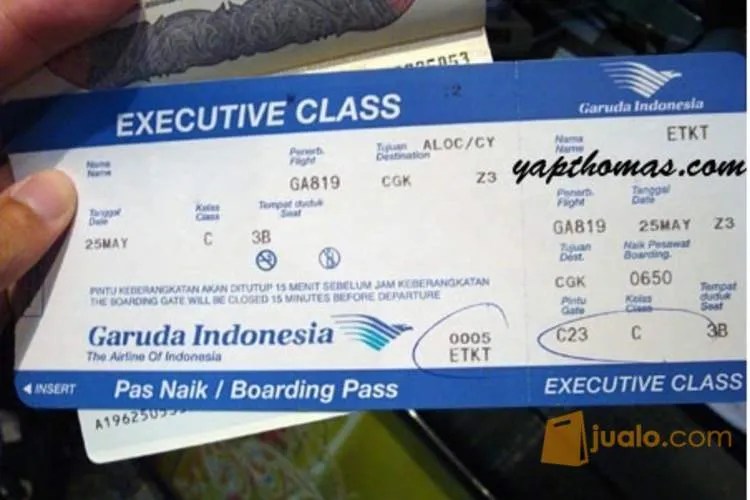 EXECUTIVE CLASS
Garuda Indonesia
Nama
Name
Penerb.
Flight
Tujuan
Destination
ALOC/CY
GA819
CGK
Z3
Tanggal
Date
Kelas
Class
Tempat duduk
Seat
25MAY
C
3B
PINTU KEBERANGKATAN AKAN DITUTUP 15 MENIT SEBELUM JAM KEBERANGKATAN
THE BOARDING GATE WILL BE CLOSED 15 MINUTES BEFORE DEPARTURE
Garuda Indonesia
The Airline Of Indonesia
0005
ETKT
INSERT
Pas Naik / Boarding Pass
Nama
Name
ETKT
yapthomas.com
Penerb.
Flight
Tanggal
Date
GA819
25MAY
Z3
Tujuan
Dest.
Naik Pesawat
Boarding.
CGK
0650
Pintu
Gate
Kelas
Class
Tempat
duduk
Seat
C23
C
3B
EXECUTIVE CLASS
jualo.com